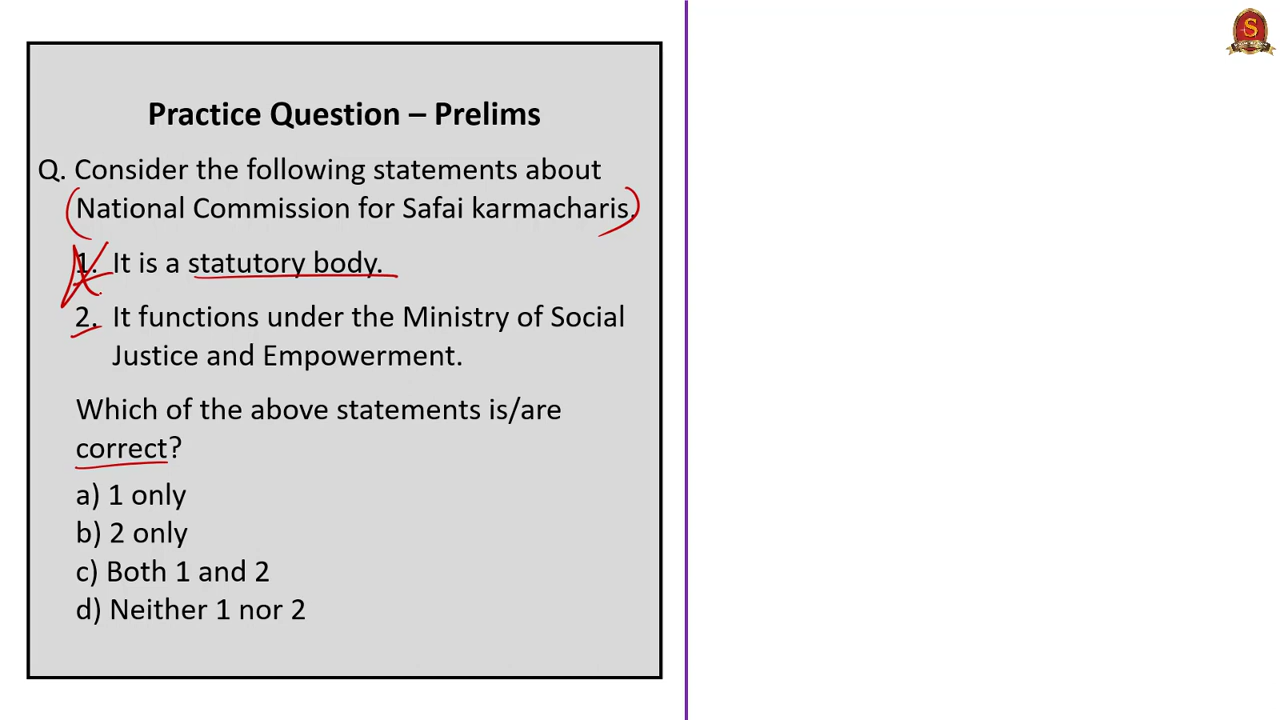 S
Practice Question – Prelims
Q. Consider the following statements about
National Commission for Safai karmacharis.
1. It is a statutory body.
2. It functions under the Ministry of Social
Justice and Empowerment.
Which of the above statements is/are
correct?
a) 1 only
b) 2 only
c) Both 1 and 2
d) Neither 1 nor 2